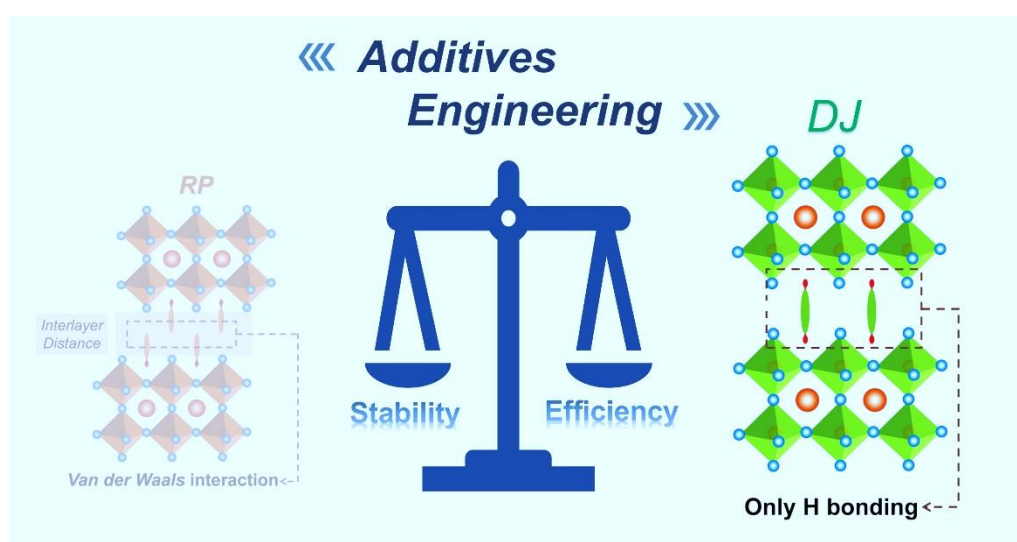 Additives
Engineering
RP
Interlayer
Distance
Van der Waals interaction
Stability
Efficiency
DJ
Only H bonding